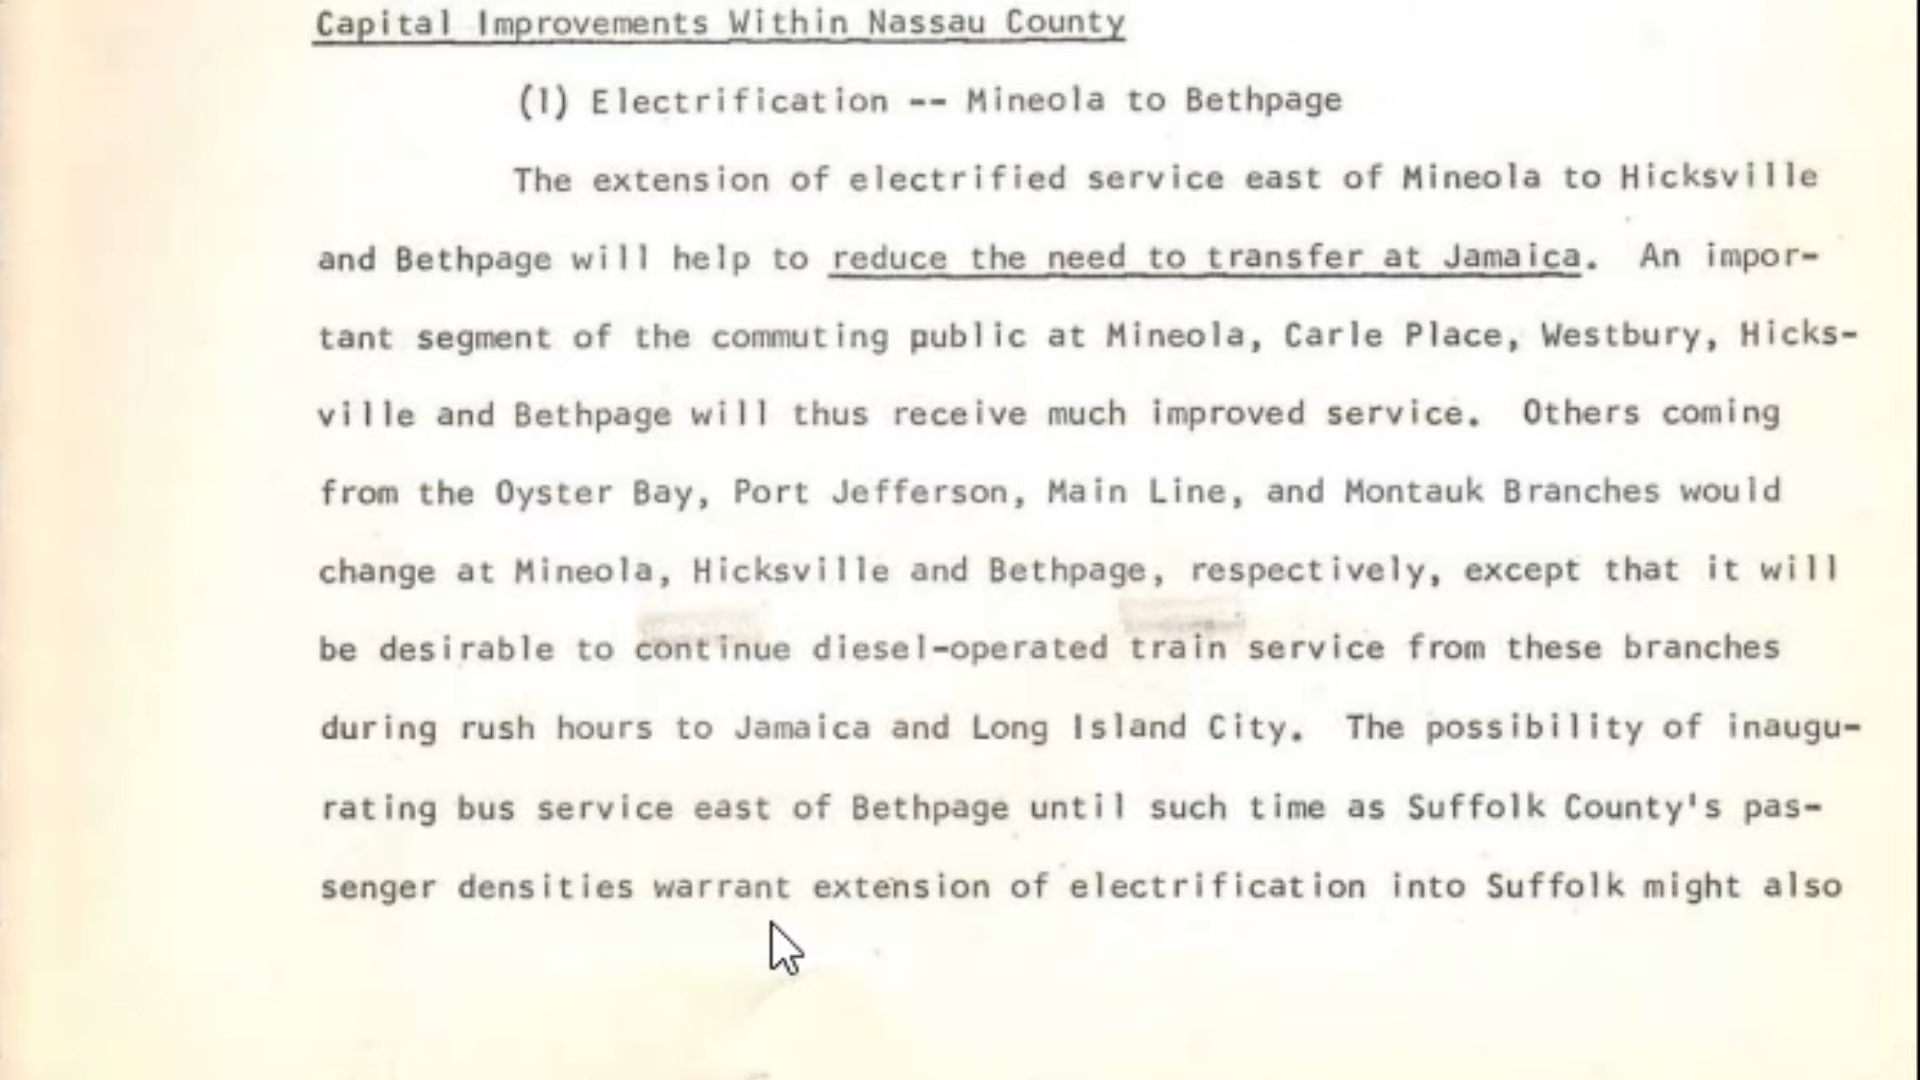 Capital Improvements Within Nassau County
(1) Electrification -- Mineola to Bethpage
The extension of electrified service east of Mineola to Hicksville
and Bethpage will help to reduce the need to transfer at Jamaica. An impor-
tant segment of the commuting public at Mineola, Carle Place, Westbury, Hicks-
ville and Bethpage will thus receive much improved service. Others coming
from the Oyster Bay, Port Jefferson, Main Line, and Montauk Branches would
change at Mineola, Hicksville and Bethpage, respectively, except that it will
be desirable to continue diesel-operated train service from these branches
during rush hours to Jamaica and Long Island City. The possibility of inaugu-
rating bus service east of Bethpage until such time as Suffolk County's pas-
senger densities warrant extension of electrification into Suffolk might also